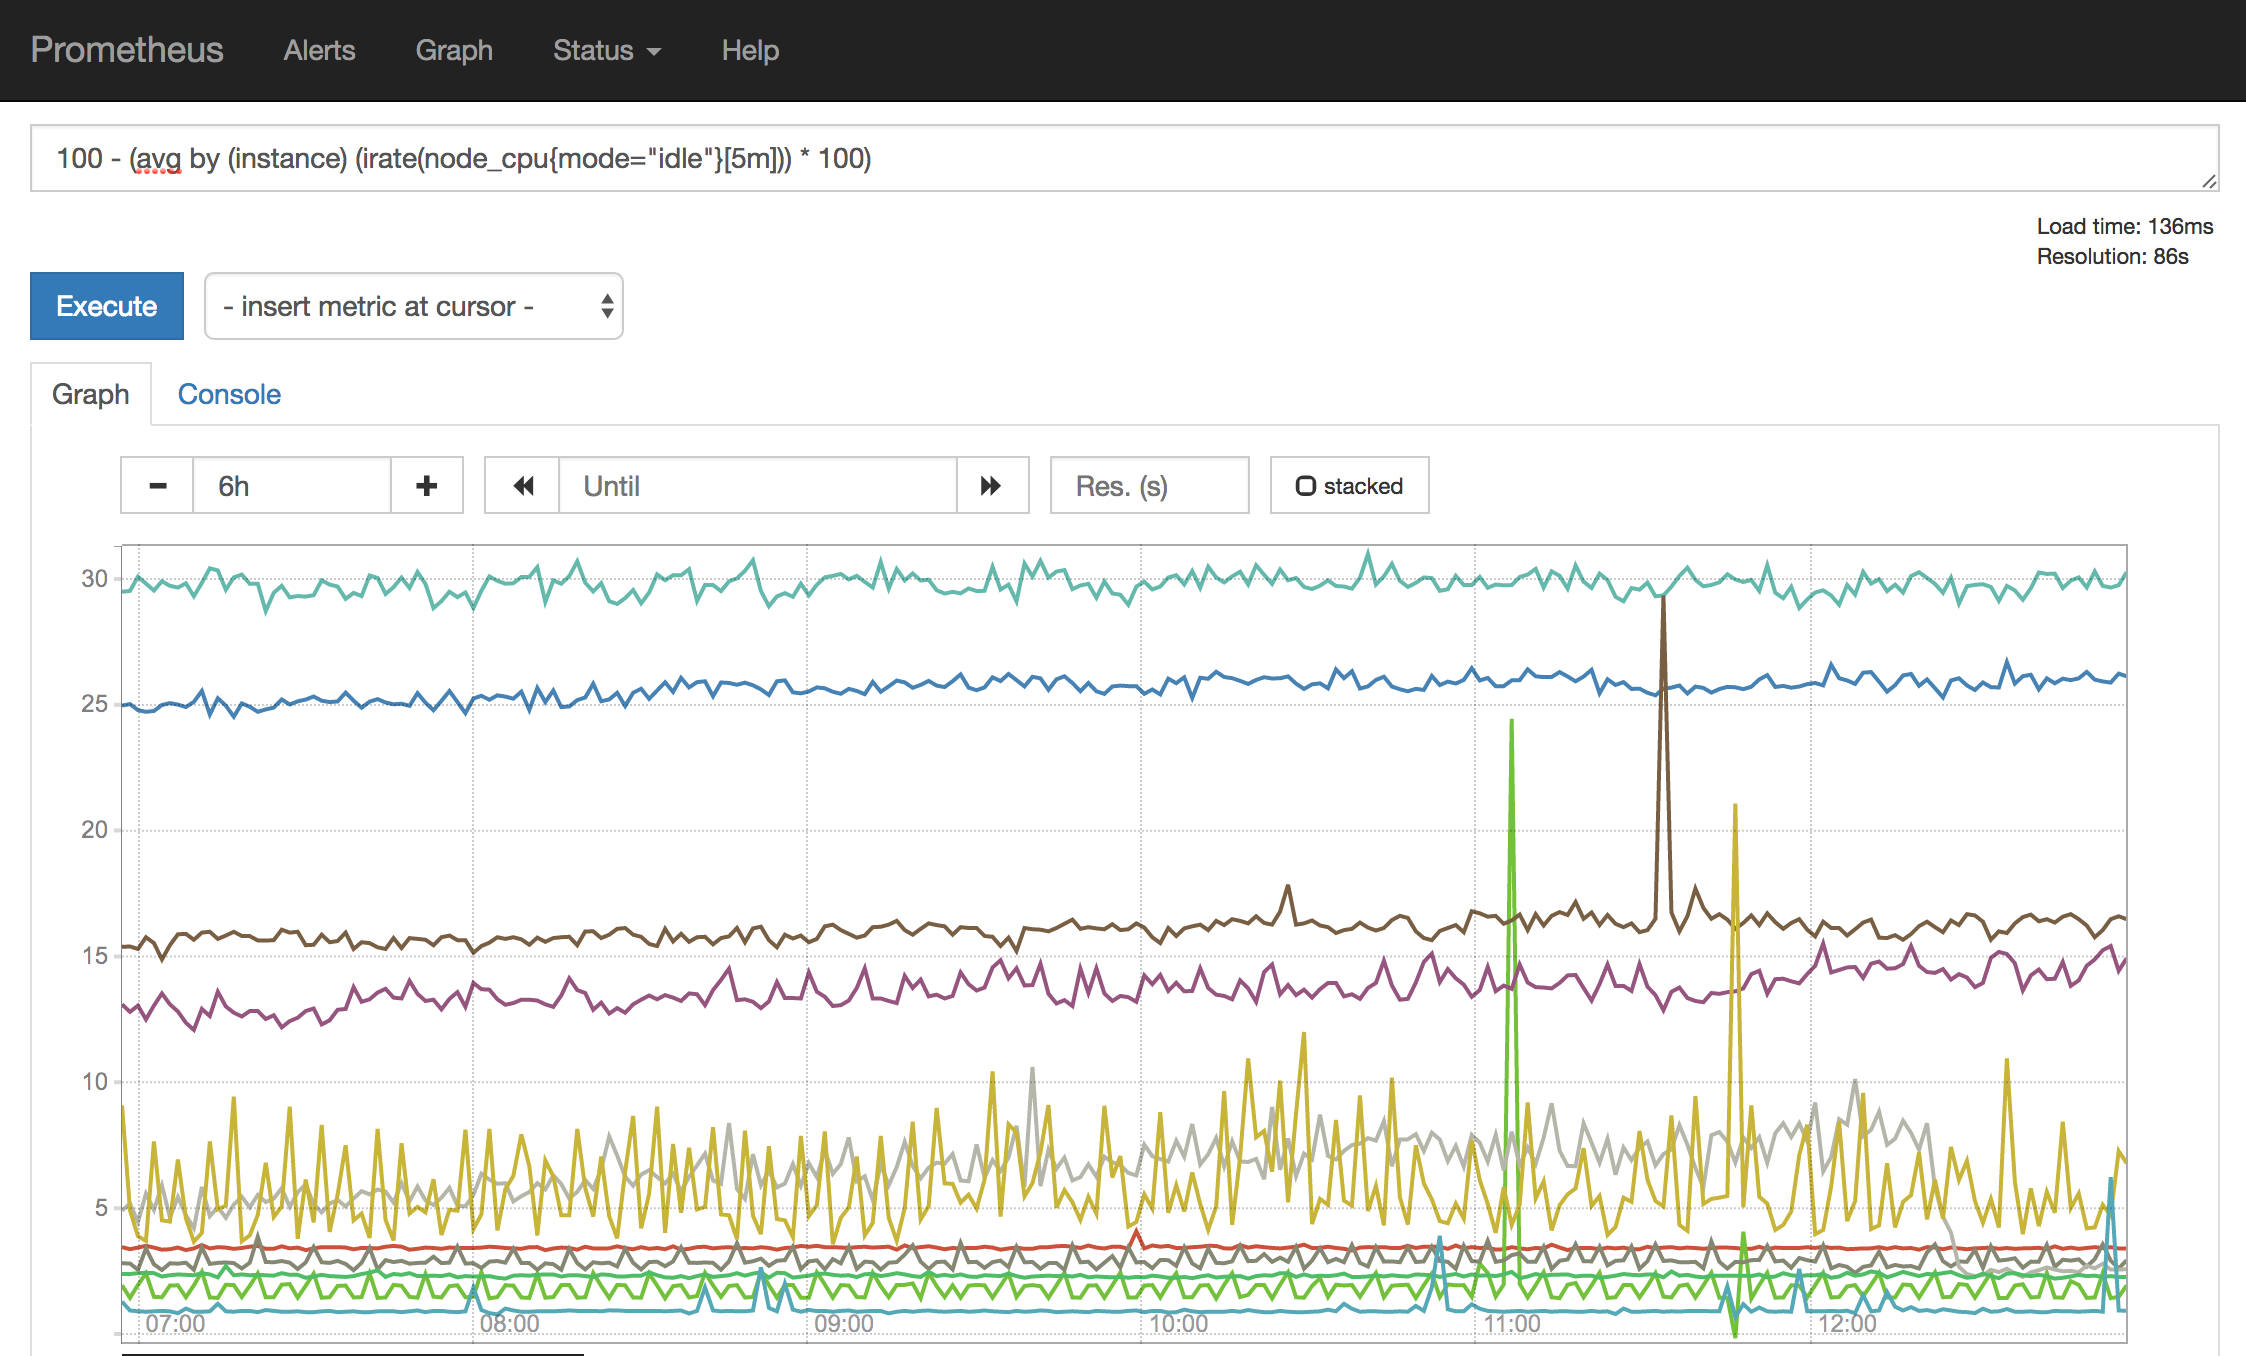 Prometheus Alerts Graph Status Help
100 - (avg by (instance) (irate(node_cpu{mode="idle"}[5m])) * 100)
Load time: 136ms
Resolution: 86s
Execute - insert metric at cursor -
Graph Console
6h Until Res. (s) stacked
30
25
20
15
10
5
07:00 08:00 09:00 10:00 11:00 12:00